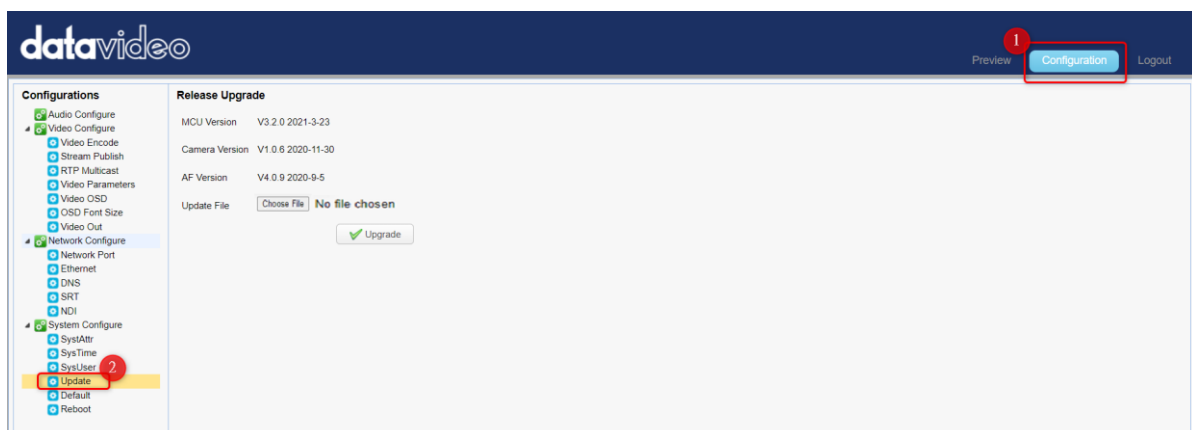 datavideo
1
Preview Configuration Logout
Configurations
Audio Configure
Video Configure
Video Encode
Stream Publish
RTP Multicast
Video Parameters
Video OSD
OSD Font Size
Video Out
Network Configure
Network Port
Ethernet
DNS
SRT
NDI
System Configure
SystAttr
SysTime
SysUser
2
Update
Default
Reboot
Release Upgrade
MCU Version V3.2.0 2021-3-23
Camera Version V1.0.6 2020-11-30
AF Version V4.0.9 2020-9-5
Update File Choose File No file chosen
Upgrade